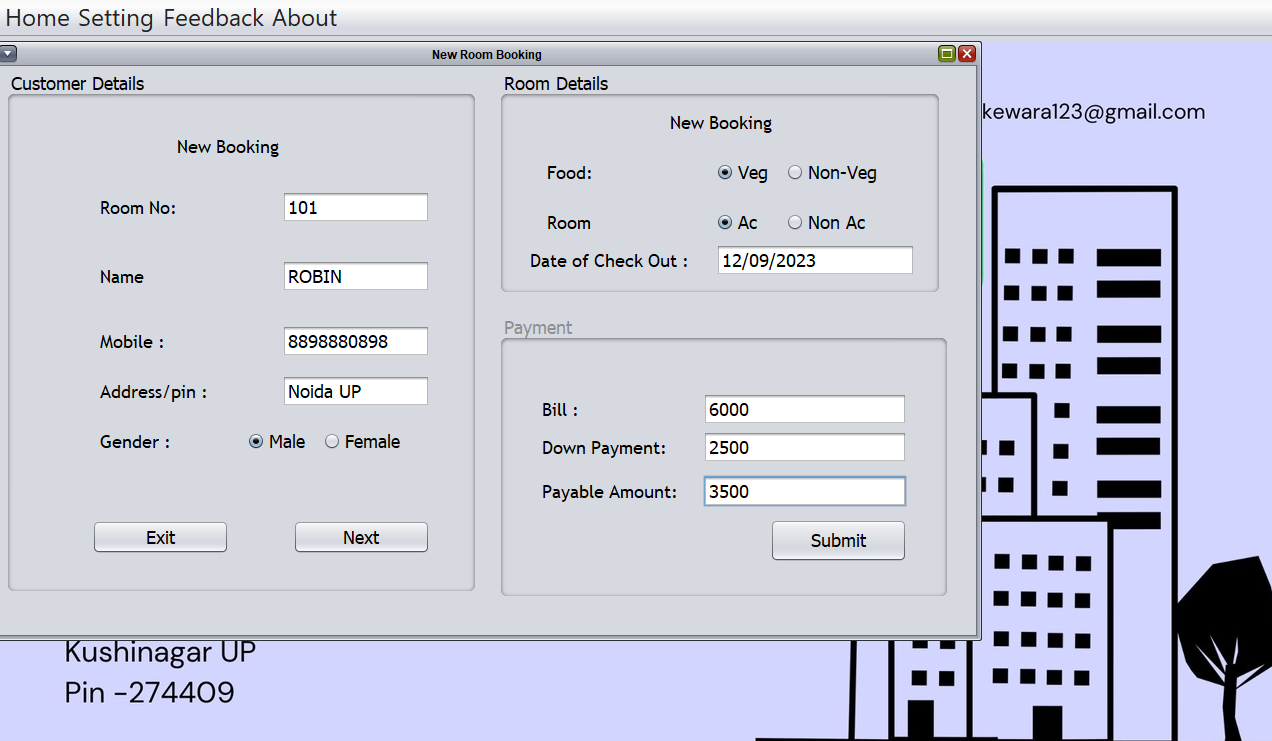 Home Setting Feedback About
New Room Booking
Customer Details
New Booking
Room No: 101
Name ROBIN
Mobile : 8898880898
Address/pin : Noida UP
Gender : Male Female
Exit Next
Room Details
New Booking
Food: Veg Non-Veg
Room Ac Non Ac
Date of Check Out : 12/09/2023
Payment
Bill : 6000
Down Payment: 2500
Payable Amount: 3500
Submit
kewara123@gmail.com
Kushinagar UP
Pin -274409